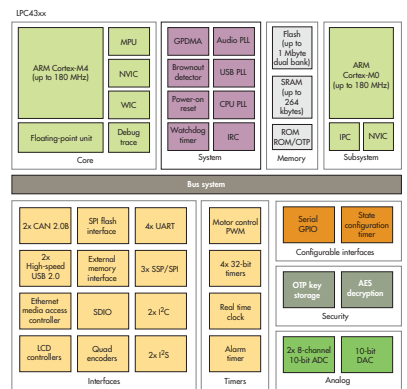 LPC43xx
ARM Cortex-M4
(up to 180 MHz)
MPU
NVIC
WIC
Floating-point unit
Debug
trace
Core
GPDMA
Audio PLL
Brownout
detector
USB PLL
Power-on
reset
CPU PLL
Watchdog
timer
IRC
System
Flash
(up to
1 Mbyte
dual bank)
SRAM
(up to
264
kbytes)
ROM
ROM/OTP
Memory
ARM
Cortex-M0
(up to 180 MHz)
IPC
NVIC
Subsystem
Bus system
2x CAN 2.0B
SPI flash
interface
4x UART
2x
High-speed
USB 2.0
External
memory
interface
3x SSP/SPI
Ethernet
media access
controller
SDIO
2x I²C
LCD
controllers
Quad
encoders
2x I²S
Interfaces
Motor control
PWM
4x 32-bit
timers
Real time
clock
Alarm
timer
Timers
Serial
GPIO
State
configuration
timer
Configurable interfaces
OTP key
storage
AES
decryption
Security
2x 8-channel
10-bit ADC
10-bit
DAC
Analog